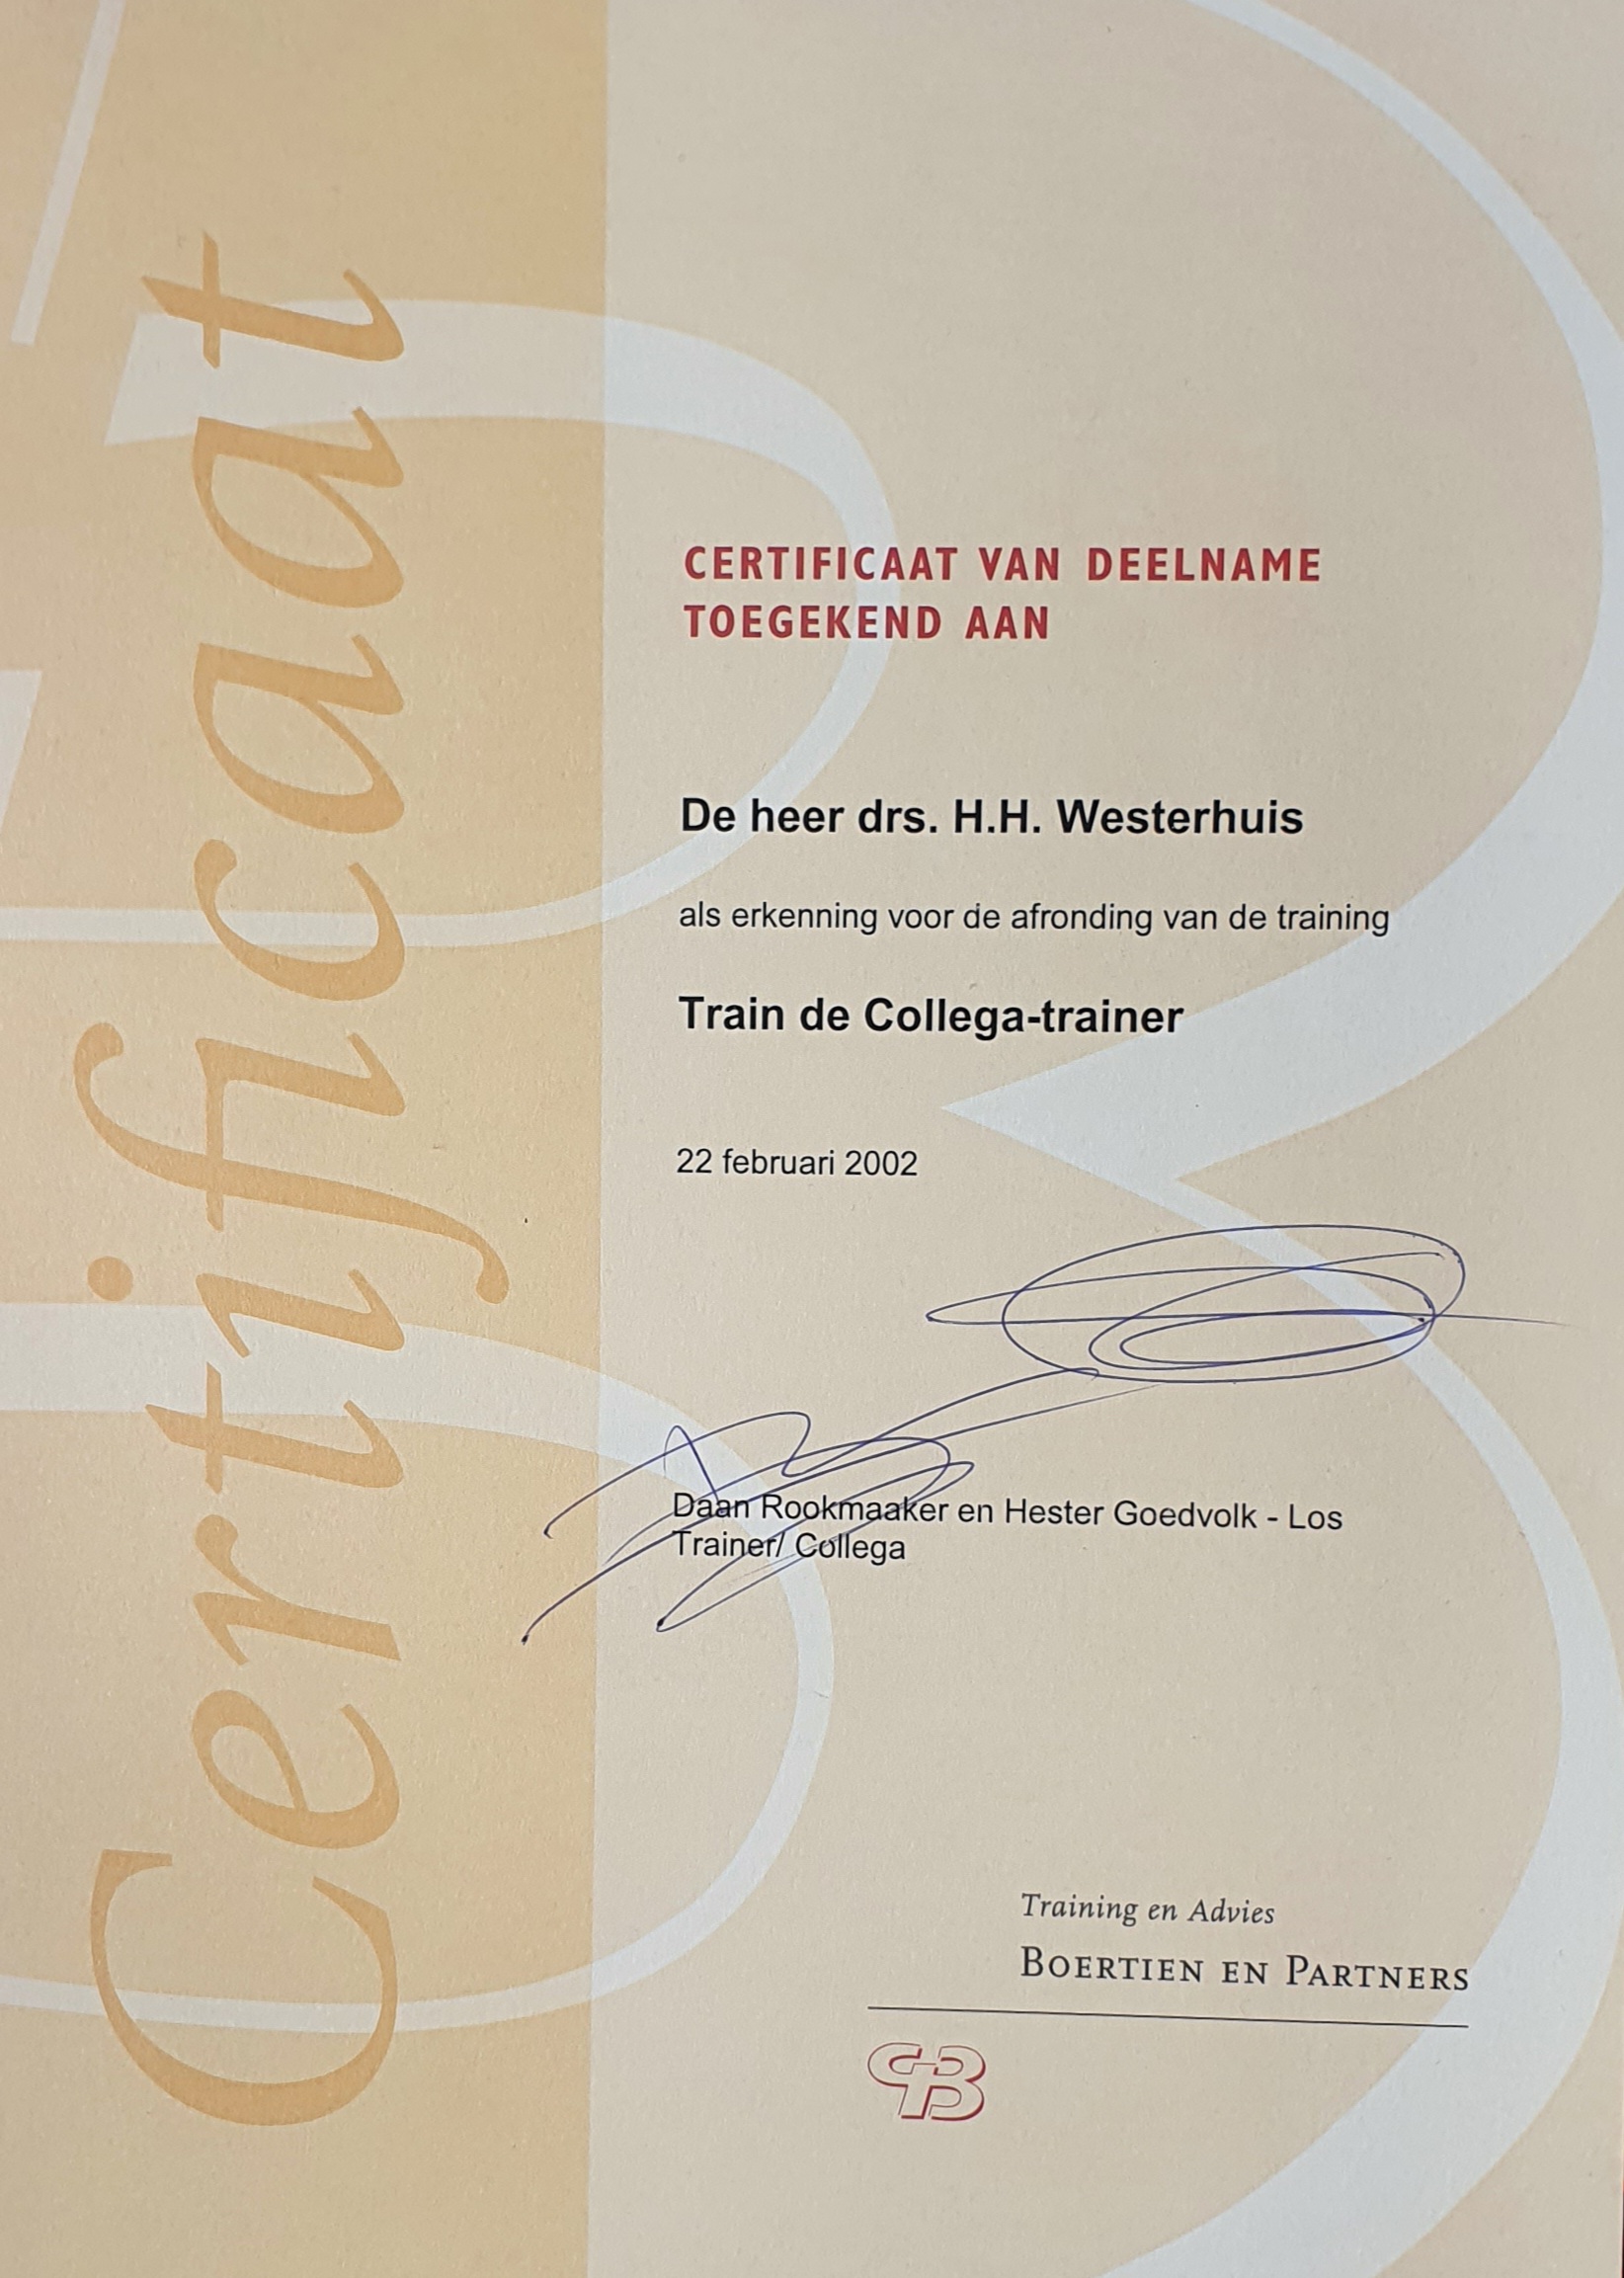 Certificaat
CERTIFICAAT VAN DEELNAME
TOEGEKEND AAN
De heer drs. H.H. Westerhuis
als erkenning voor de afronding van de training
Train de Collega-trainer
22 februari 2002
Daan Rookmaaker en Hester Goedvolk - Los
Trainer/ Collega
Training en Advies
BOERTIEN EN PARTNERS